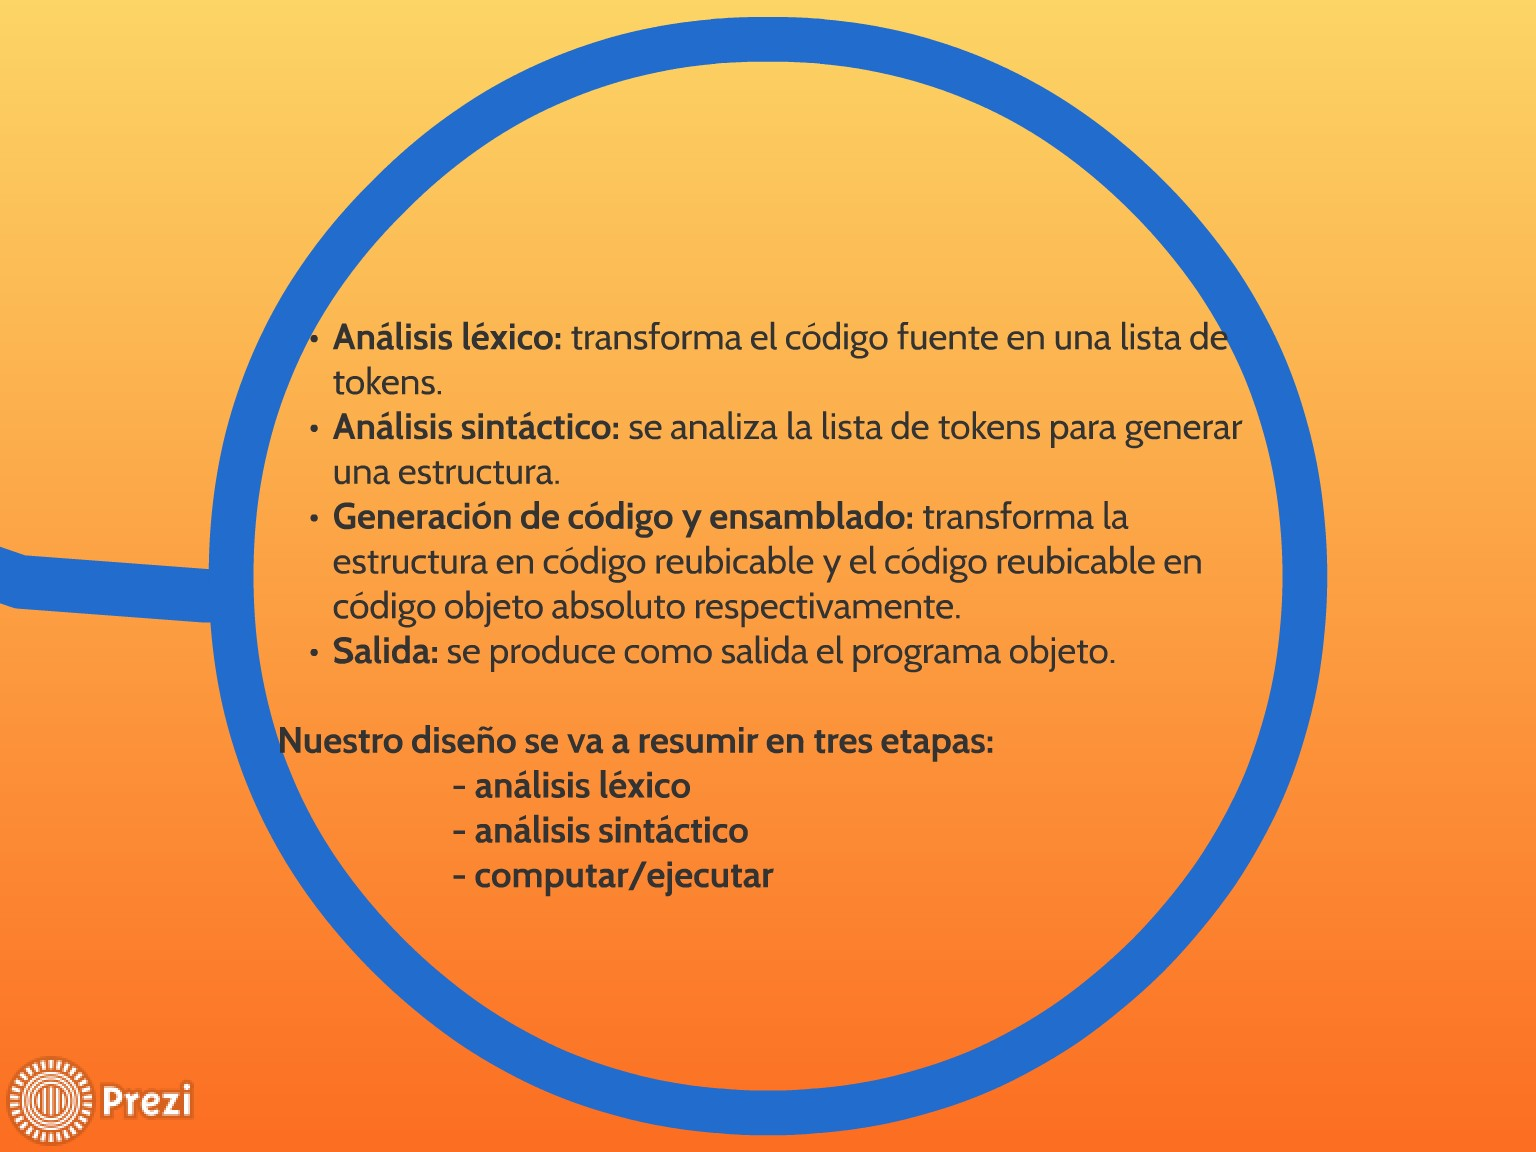 • Análisis léxico: transforma el código fuente en una lista de
tokens.
• Análisis sintáctico: se analiza la lista de tokens para generar
una estructura.
• Generación de código y ensamblado: transforma la
estructura en código reubicable y el código reubicable en
código objeto absoluto respectivamente.
• Salida: se produce como salida el programa objeto.
Nuestro diseño se va a resumir en tres etapas:
- análisis léxico
- análisis sintáctico
- computar/ejecutar
Prezi